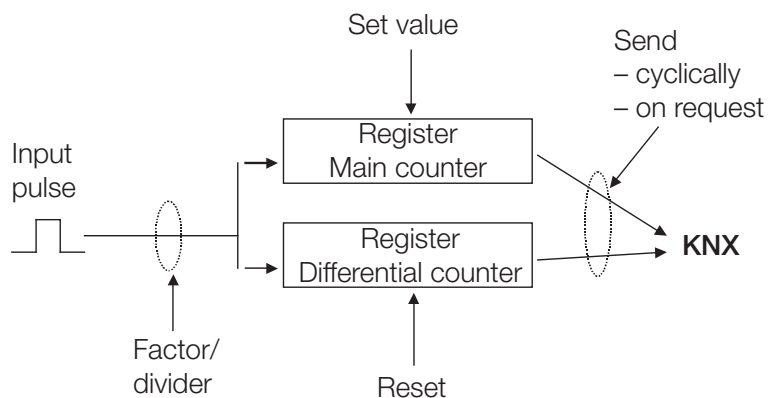 Set value
Send
– cyclically
– on request
Input
pulse
Register
Main counter
Register
Differential counter
KNX
Factor/
divider
Reset